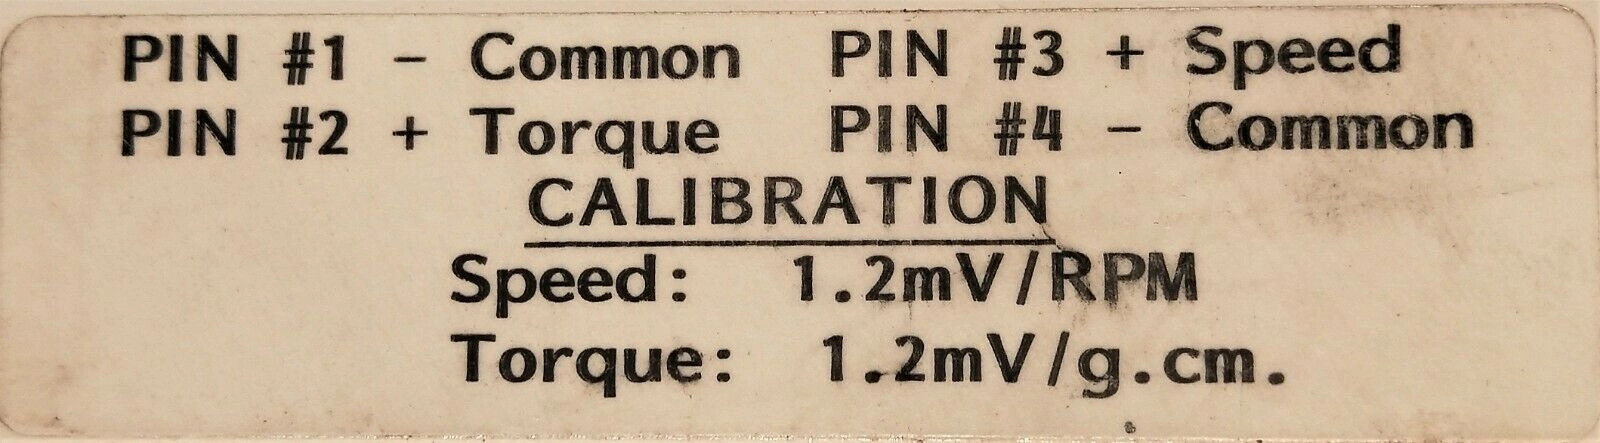 PIN #1 - Common PIN #3 + Speed
PIN #2 + Torque PIN #4 - Common
CALIBRATION
Speed: 1.2mV/RPM
Torque: 1.2mV/g.cm.